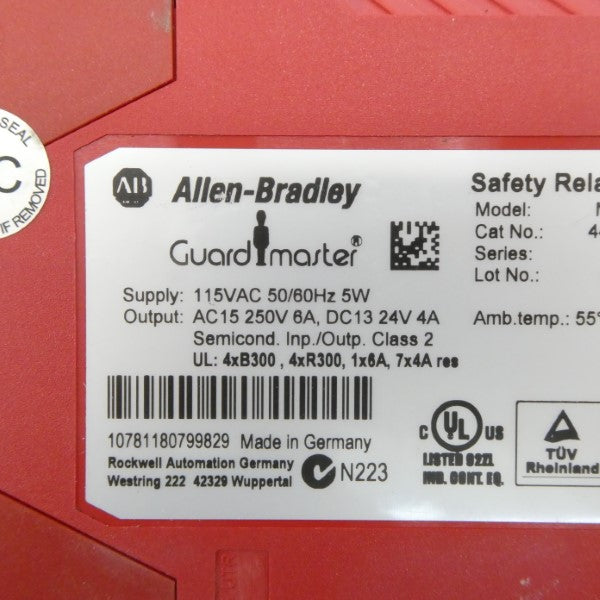 SEAL
C
IF REMOVED
AB Allen-Bradley
Guardmaster®
Supply: 115VAC 50/60Hz 5W
Output: AC15 250V 6A, DC13 24V 4A
Semicond. Inp./Outp. Class 2
UL: 4xB300 , 4xR300, 1x6A, 7x4A res
10781180799829 Made in Germany
Rockwell Automation Germany
Westring 222 42329 Wuppertal
N223
Safety Rela
Model:
Cat No.: 44
Series:
Lot No.:
Amb.temp.: 55°
C UL US
LISTED 82Z1
IND. CONT. EQ.
TÜV
Rheinland